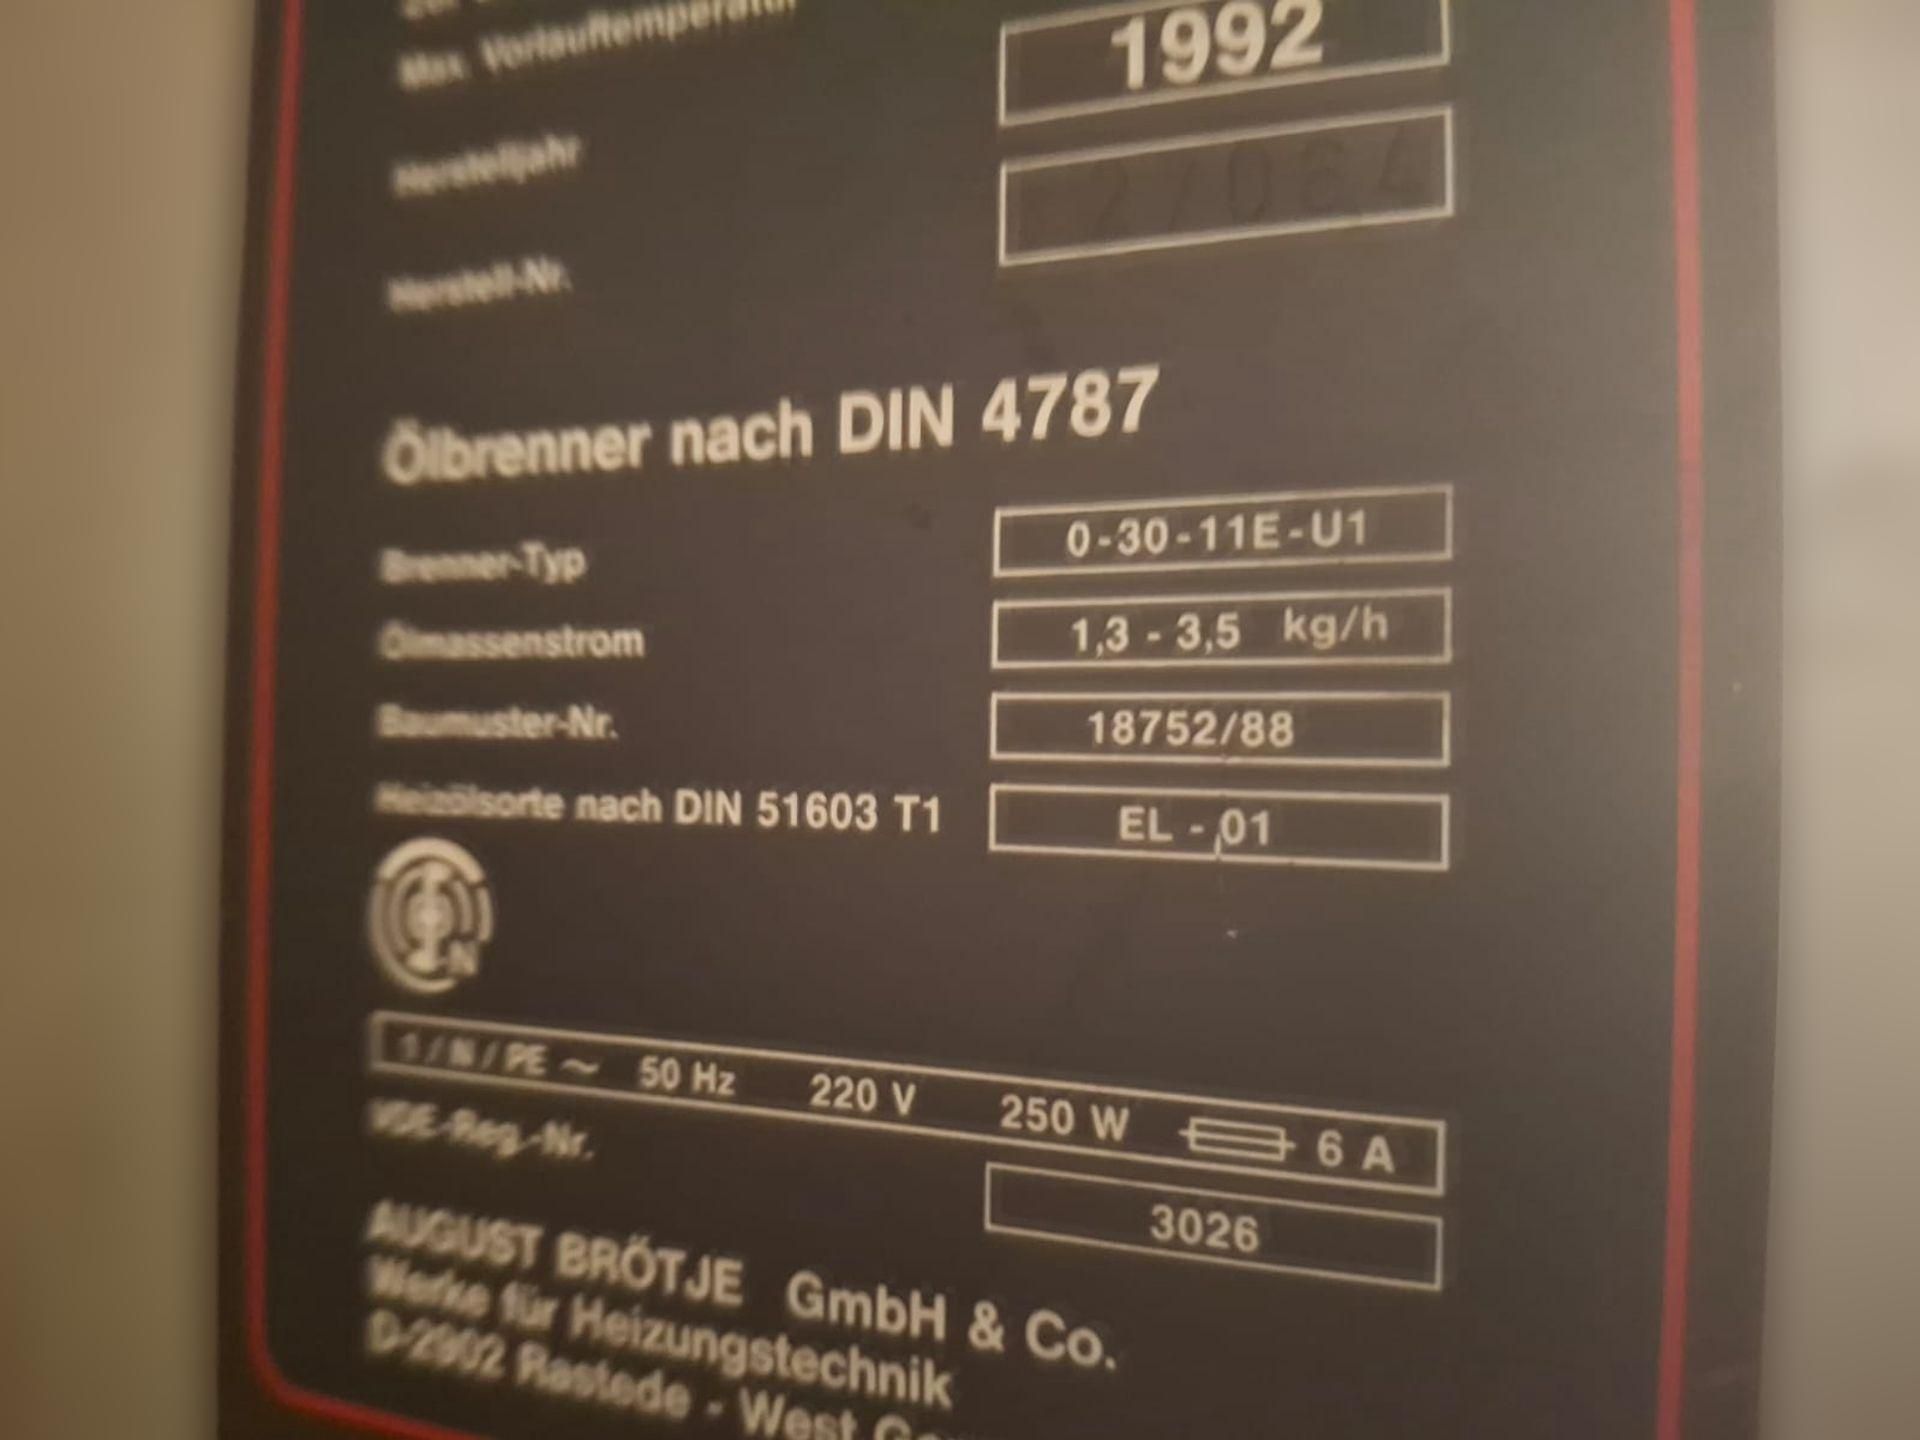 Max. Vorlauftemperatur
1992
Herstelljahr
Herstell-Nr.
Ölbrenner nach DIN 4787
Brenner-Typ 0-30-11E-U1
Ölmassenstrom 1,3 - 3,5 kg/h
Baumuster-Nr. 18752/88
Heizölsorte nach DIN 51603 T1 EL - 01
N
1/N/PE ~ 50 Hz 220 V 250 W 6 A
VDE-Reg.-Nr. 3026
AUGUST BRÖTJE GmbH & Co.
Werke für Heizungstechnik
D-2902 Rastede - West